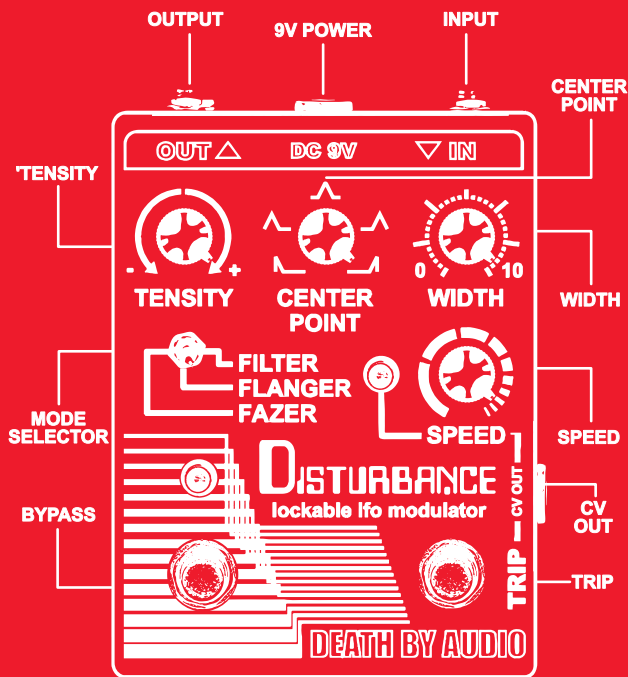 OUTPUT
9V POWER
INPUT
CENTER
POINT
OUT
DC 9V
IN
'TENSITY
- +
TENSITY
CENTER
POINT
0 10
WIDTH
WIDTH
FILTER
FLANGER
FAZER
MODE
SELECTOR
SPEED
SPEED
DISTURBANCE
lockable lfo modulator
CV OUT
TRIP
CV
OUT
BYPASS
TRIP
DEATH BY AUDIO